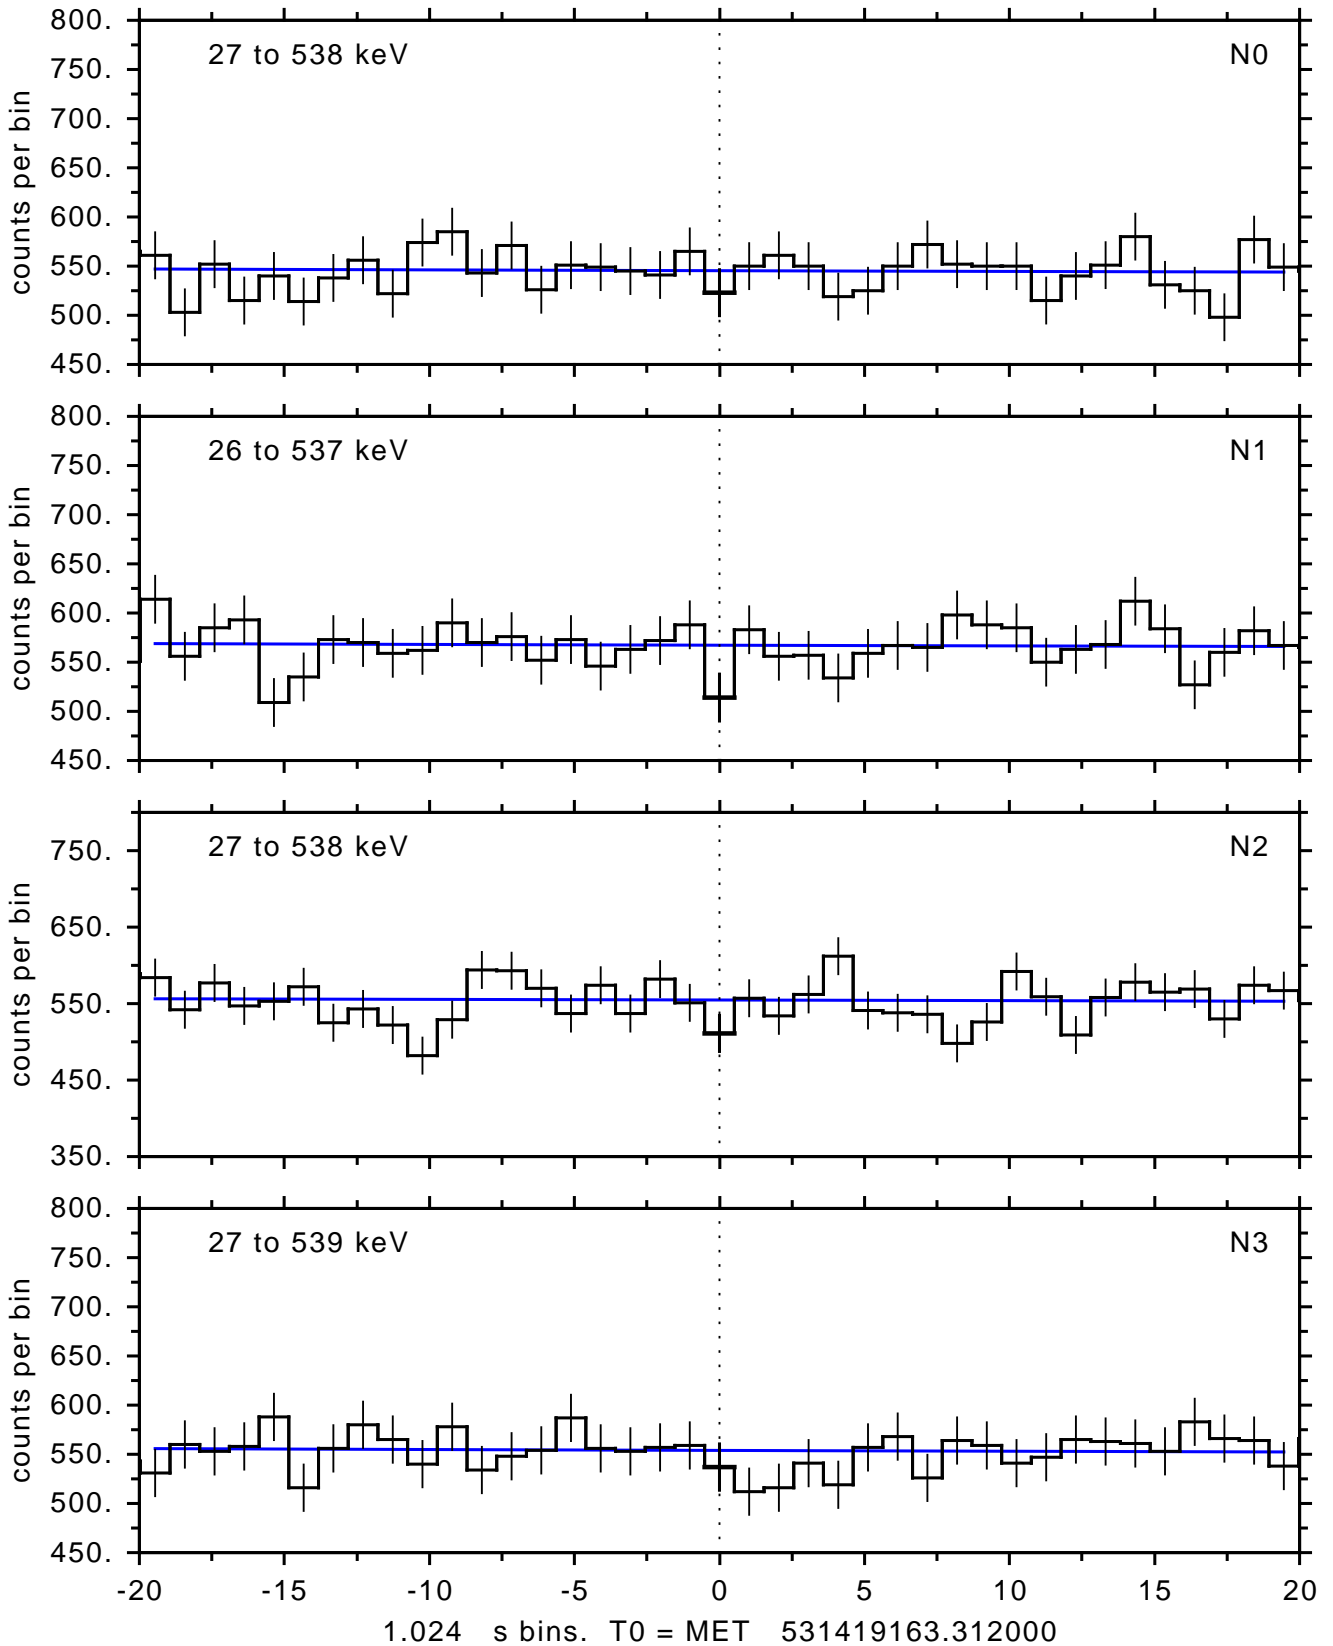 800.
27 to 538 keV N0
750.
700.
650.
600.
550.
500.
450.
counts per bin
800.
26 to 537 keV N1
750.
700.
650.
600.
550.
500.
450.
counts per bin
27 to 538 keV N2
750.
650.
550.
450.
350.
counts per bin
800.
27 to 539 keV N3
750.
700.
650.
600.
550.
500.
450.
counts per bin
-20 -15 -10 -5 0 5 10 15 20
1.024 s bins. T0 = MET 531419163.312000